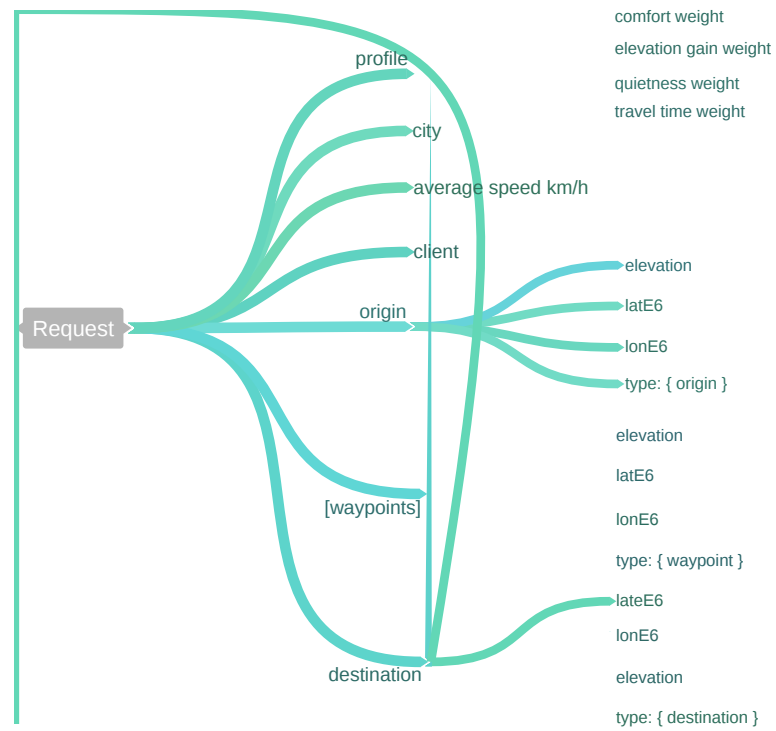 comfort weight
elevation gain weight
profile
quietness weight
travel time weight
city
average speed km/h
client
elevation
origin
latE6
Request
lonE6
type: { origin }
elevation
latE6
[waypoints]
lonE6
type: { waypoint }
lateE6
lonE6
destination
elevation
type: { destination }